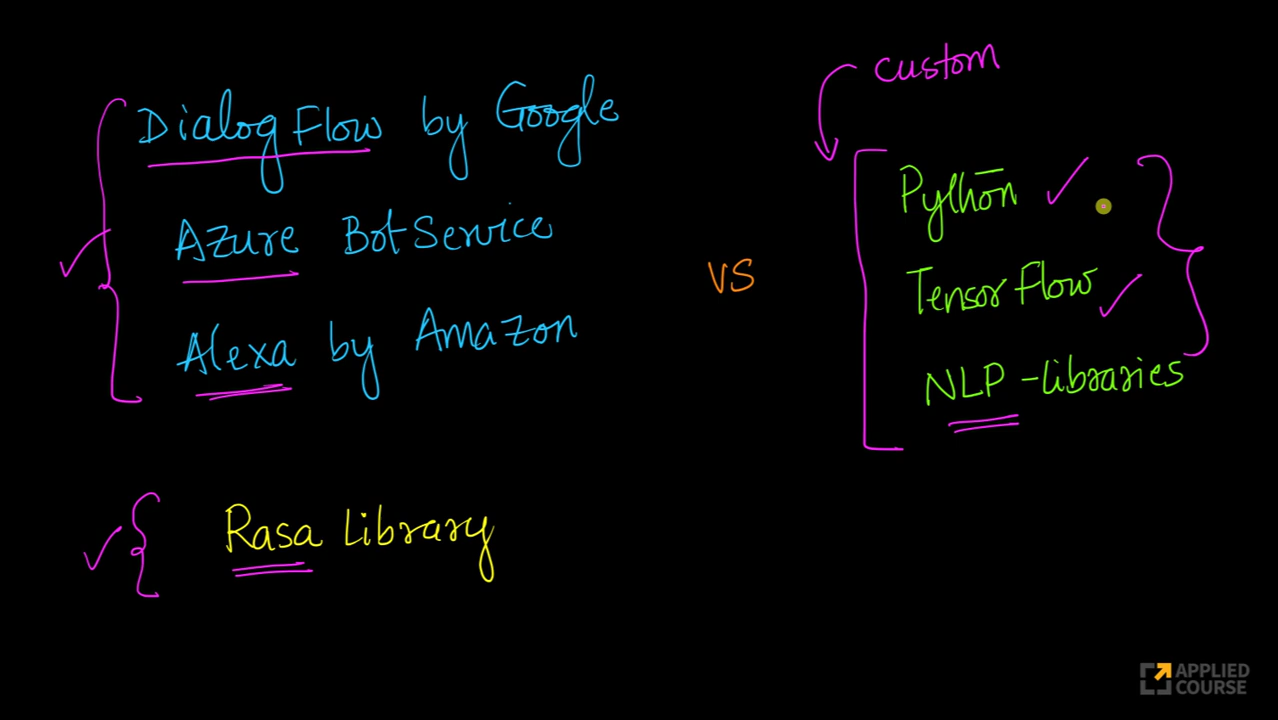 custom
Dialog Flow by Google
Azure Bot Service
Alexa by Amazon
vs
Python
Tensor Flow
NLP - libraries
Rasa library
APPLIED
COURSE